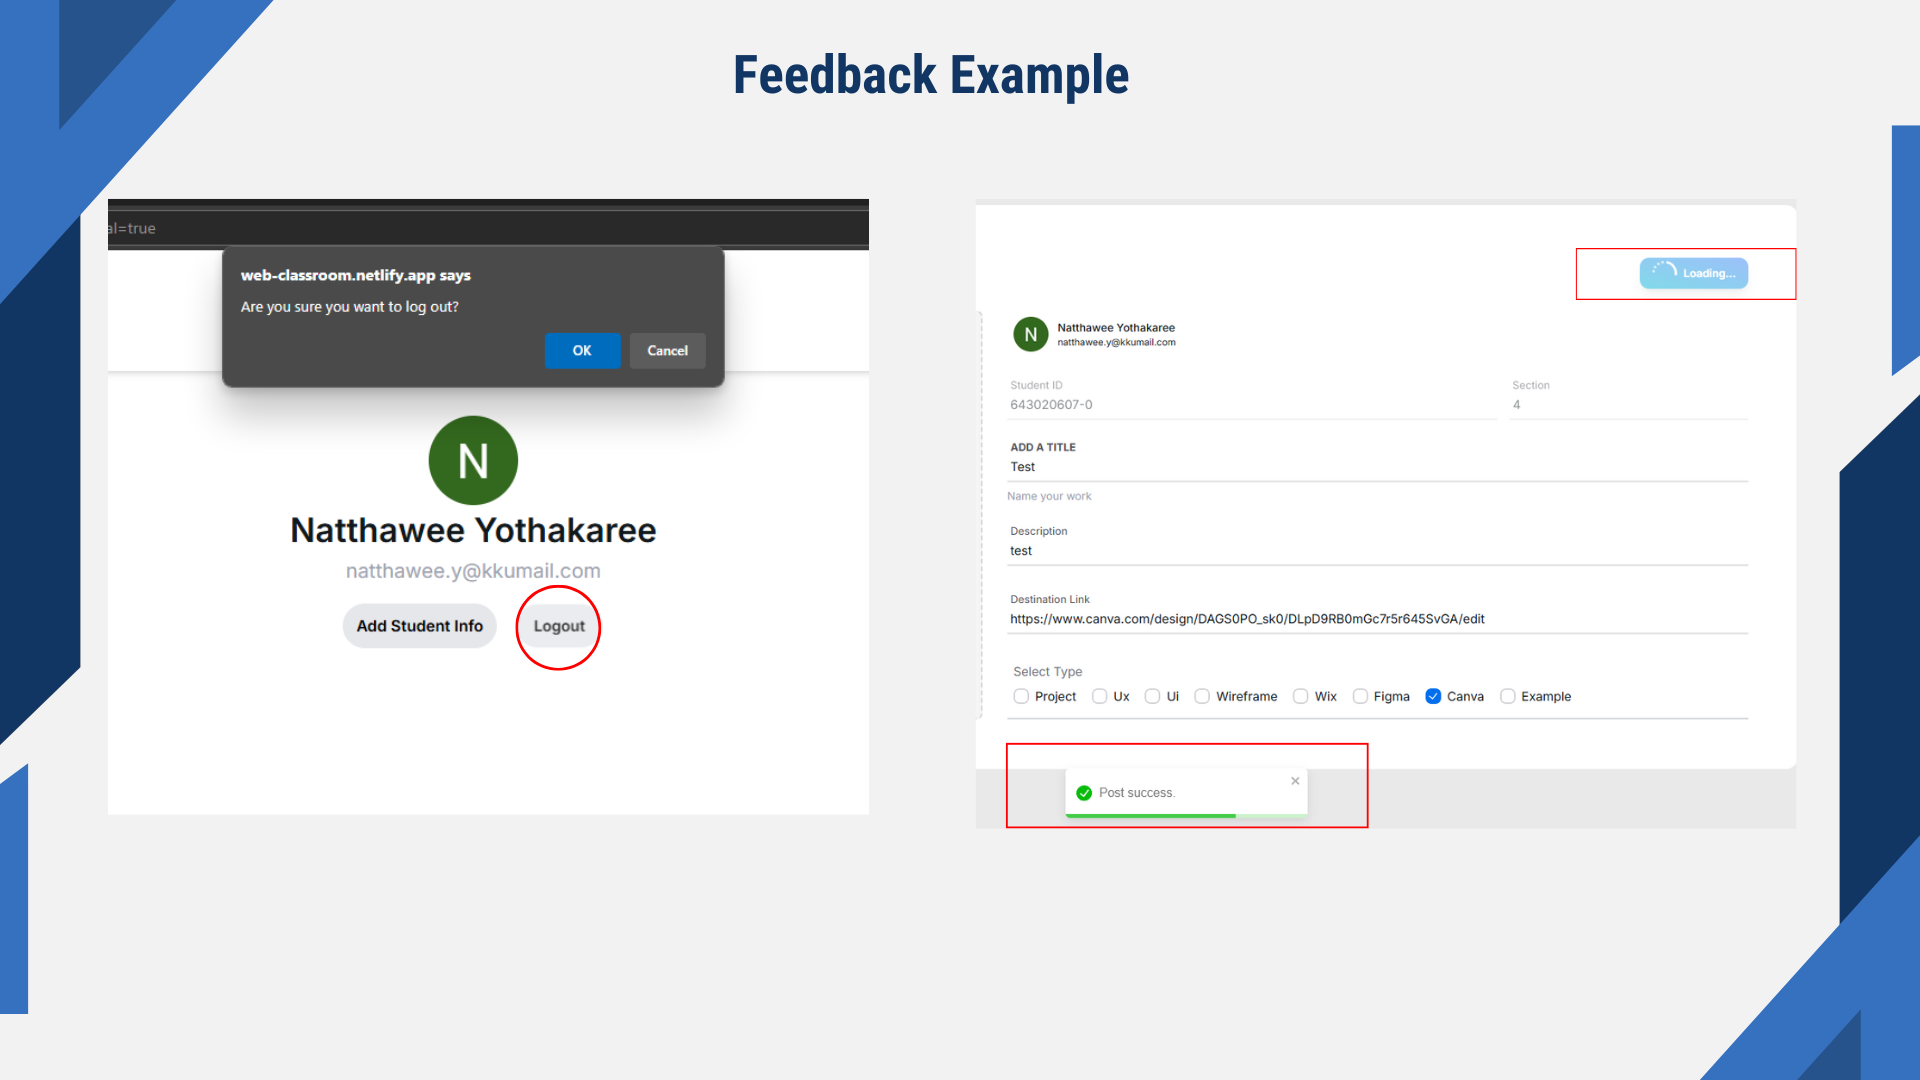 Feedback Example
al=true
web-classroom.netlify.app says
Are you sure you want to log out?
OK Cancel
N
Natthawee Yothakaree
natthawee.y@kkumail.com
Add Student Info Logout
Loading...
N
Natthawee Yothakaree
natthawee.y@kkumail.com
Student ID Section
643020607-0 4
ADD A TITLE
Test
Name your work
Description
test
Destination Link
https://www.canva.com/design/DAGS0PO_sk0/DLpD9RB0mGc7r5r645SvGA/edit
Select Type
Project Ux Ui Wireframe Wix Figma Canva Example
Post success.